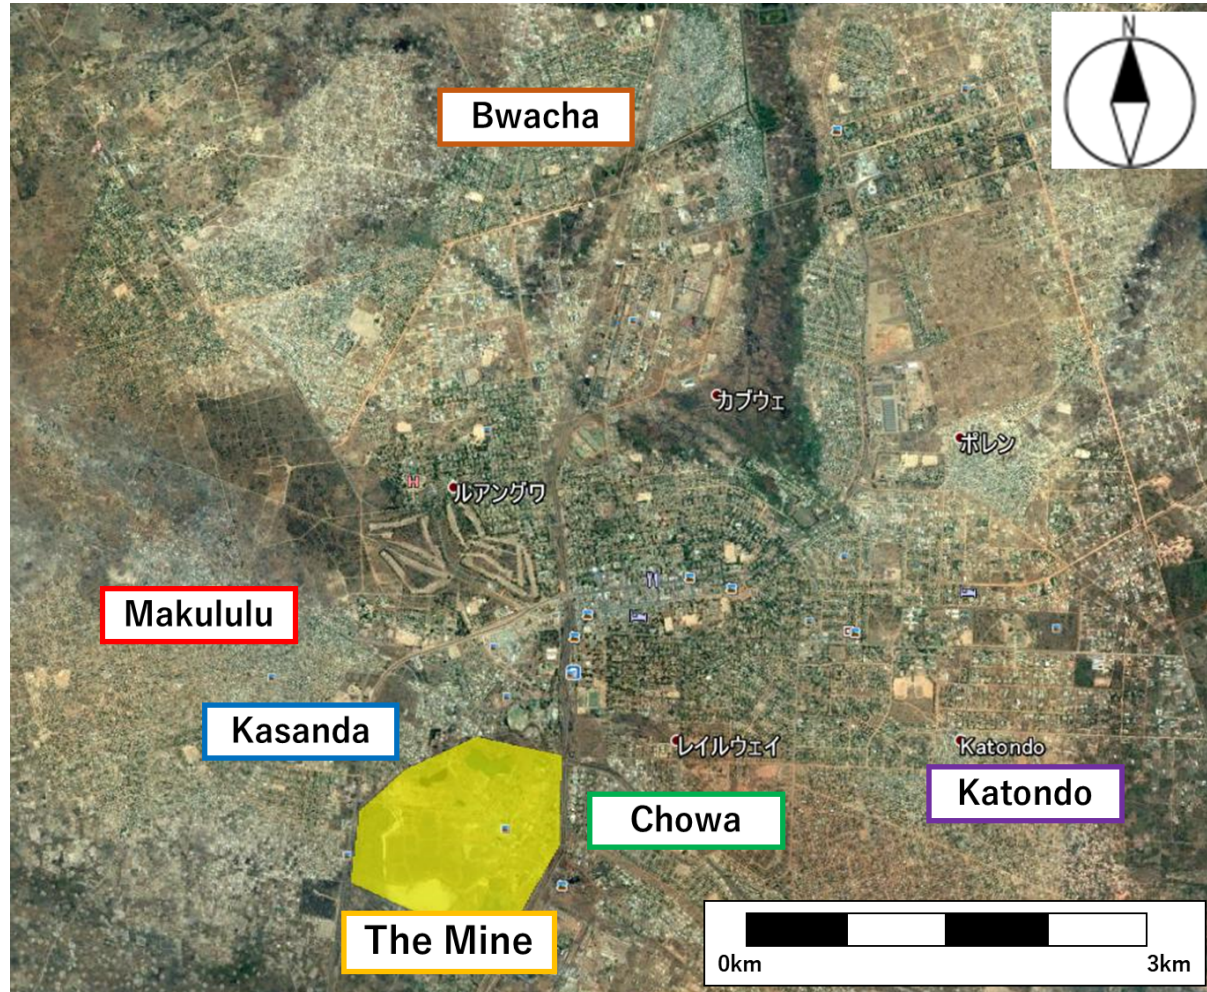 N
Bwacha
カブウェ
ボレン
H
ルアングワ
Makululu
Kasanda
レイルウェイ
Katondo
Katondo
Chowa
The Mine
0km
3km